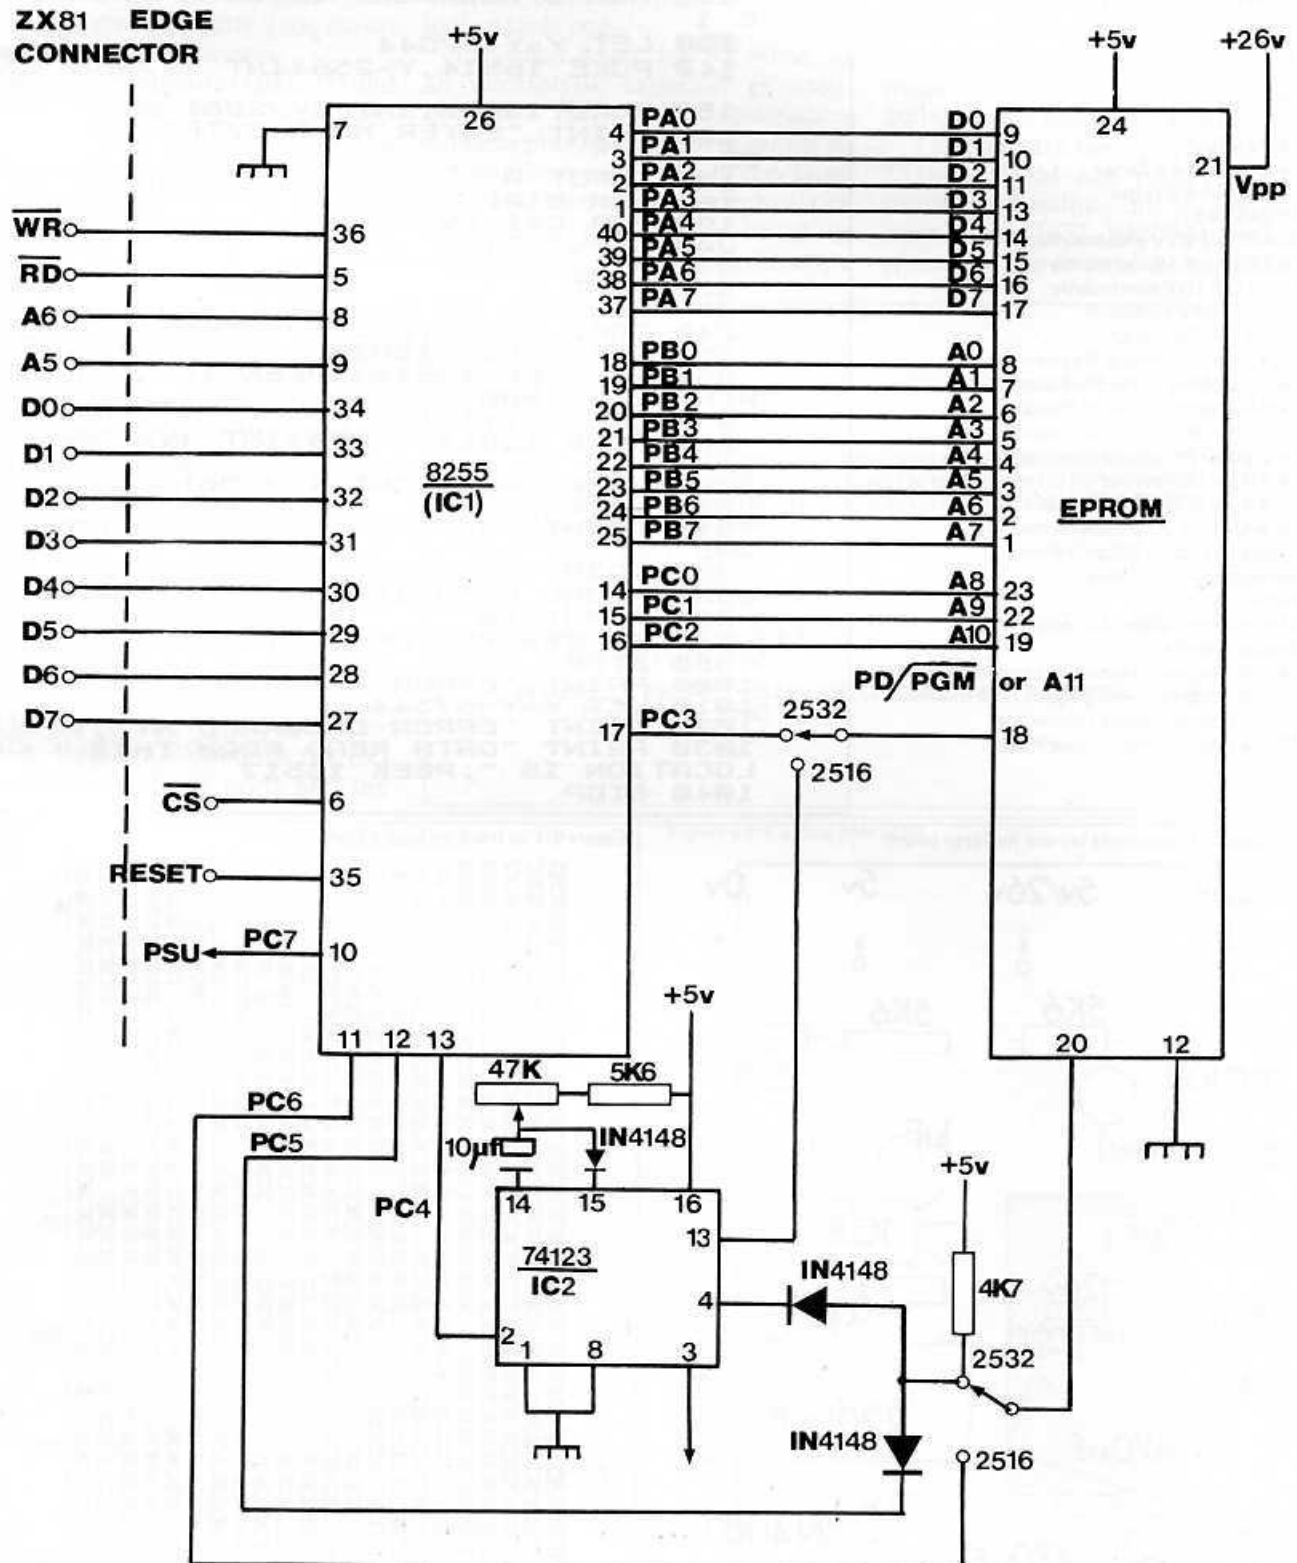 ZX81 EDGE
CONNECTOR
+5v
+5v
+26v
7
26
24
21
Vpp
WR
36
RD
5
A6
8
A5
9
D0
34
D1
33
D2
32
D3
31
D4
30
D5
29
D6
28
D7
27
CS
6
RESET
35
PSU
PC7
10
8255
(IC1)
4 PA0 D0 9
3 PA1 D1 10
2 PA2 D2 11
1 PA3 D3 13
40 PA4 D4 14
39 PA5 D5 15
38 PA6 D6 16
37 PA7 D7 17
18 PB0 A0 8
19 PB1 A1 7
20 PB2 A2 6
21 PB3 A3 5
22 PB4 A4 4
23 PB5 A5 3
24 PB6 A6 2
25 PB7 A7 1
EPROM
14 PC0 A8 23
15 PC1 A9 22
16 PC2 A10 19
PD/PGM or A11
17 PC3 2532 18
2516
11 12 13
+5v
20 12
47K 5K6
PC6
PC5
10µf
IN4148
PC4
14 15 16
13
74123
IC2
4
2
1 8 3
IN4148
+5v
4K7
2532
IN4148
2516